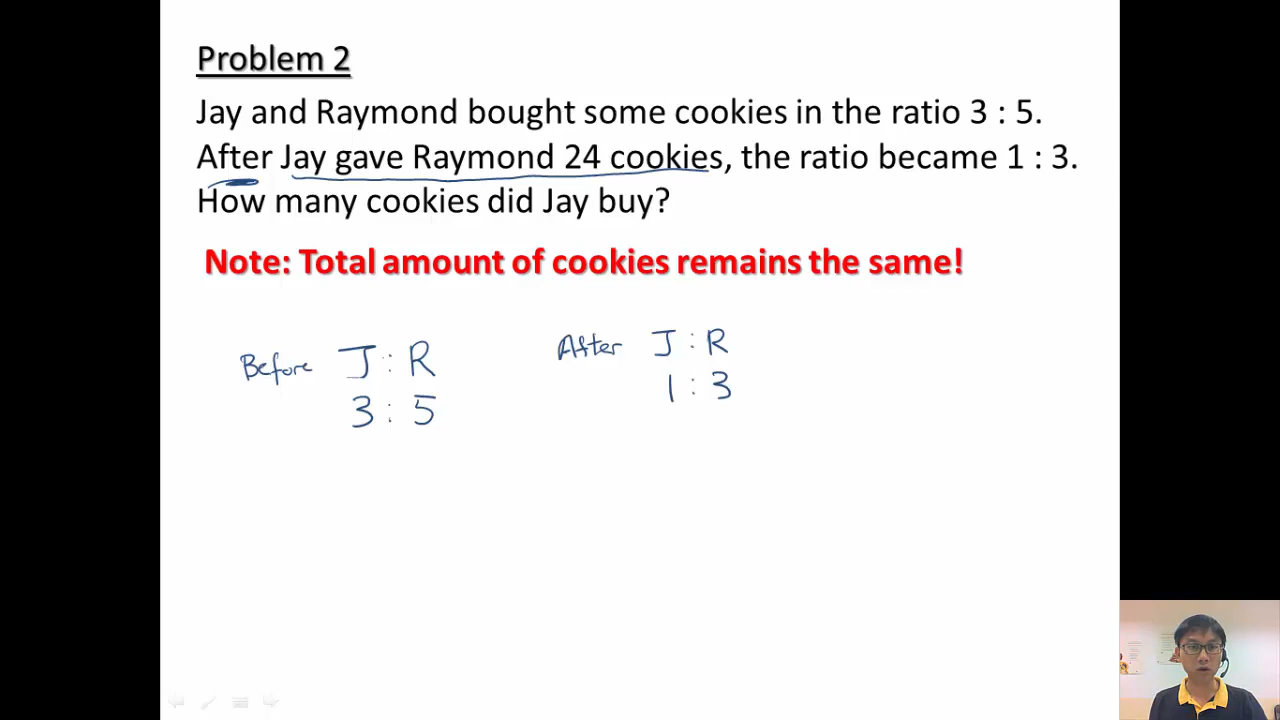 Problem 2
Jay and Raymond bought some cookies in the ratio 3 : 5.
After Jay gave Raymond 24 cookies, the ratio became 1 : 3.
How many cookies did Jay buy?
Note: Total amount of cookies remains the same!
Before J : R
3 : 5
After J : R
1 : 3